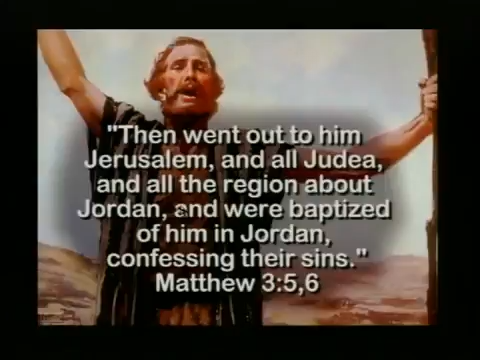 "Then went out to him
Jerusalem, and all Judea,
and all the region about
Jordan, and were baptized
of him in Jordan,
confessing their sins."
Matthew 3:5,6